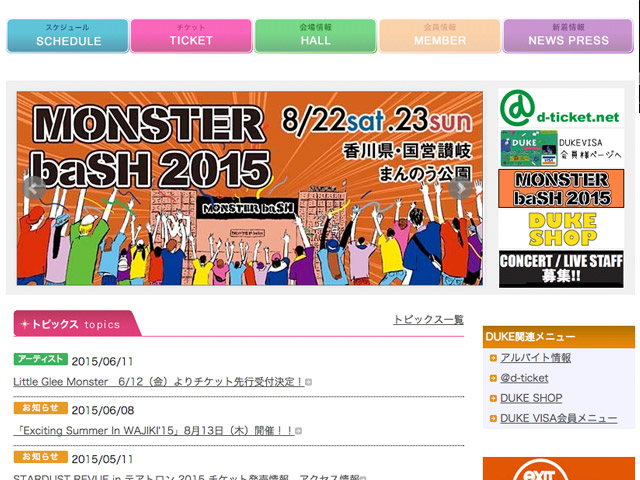 スケジュール
SCHEDULE
チケット
TICKET
会場情報
HALL
会員情報
MEMBER
新着情報
NEWS PRESS
MONSTER
baSH 2015
8/22sat.23sun
香川県・国営讃岐
まんのう公園
MONSTER baSH
@d-ticket.net
DUKE
VISA
DUKEVISA
会員様ページへ
MONSTER
baSH 2015
DUKE
SHOP
CONCERT / LIVE STAFF
募集!!
トピックス topics
トピックス一覧
アーティスト 2015/06/11
Little Glee Monster　6/12（金）よりチケット先行受付決定！
お知らせ 2015/06/08
「Exciting Summer In WAJIKI'15」8月13日（木）開催！！
お知らせ 2015/05/11
STARDUST REVUE in テアトロン 2015 チケット発売情報、アクセス情報
DUKE関連メニュー
アルバイト情報
@d-ticket
DUKE SHOP
DUKE VISA会員メニュー
EXIT